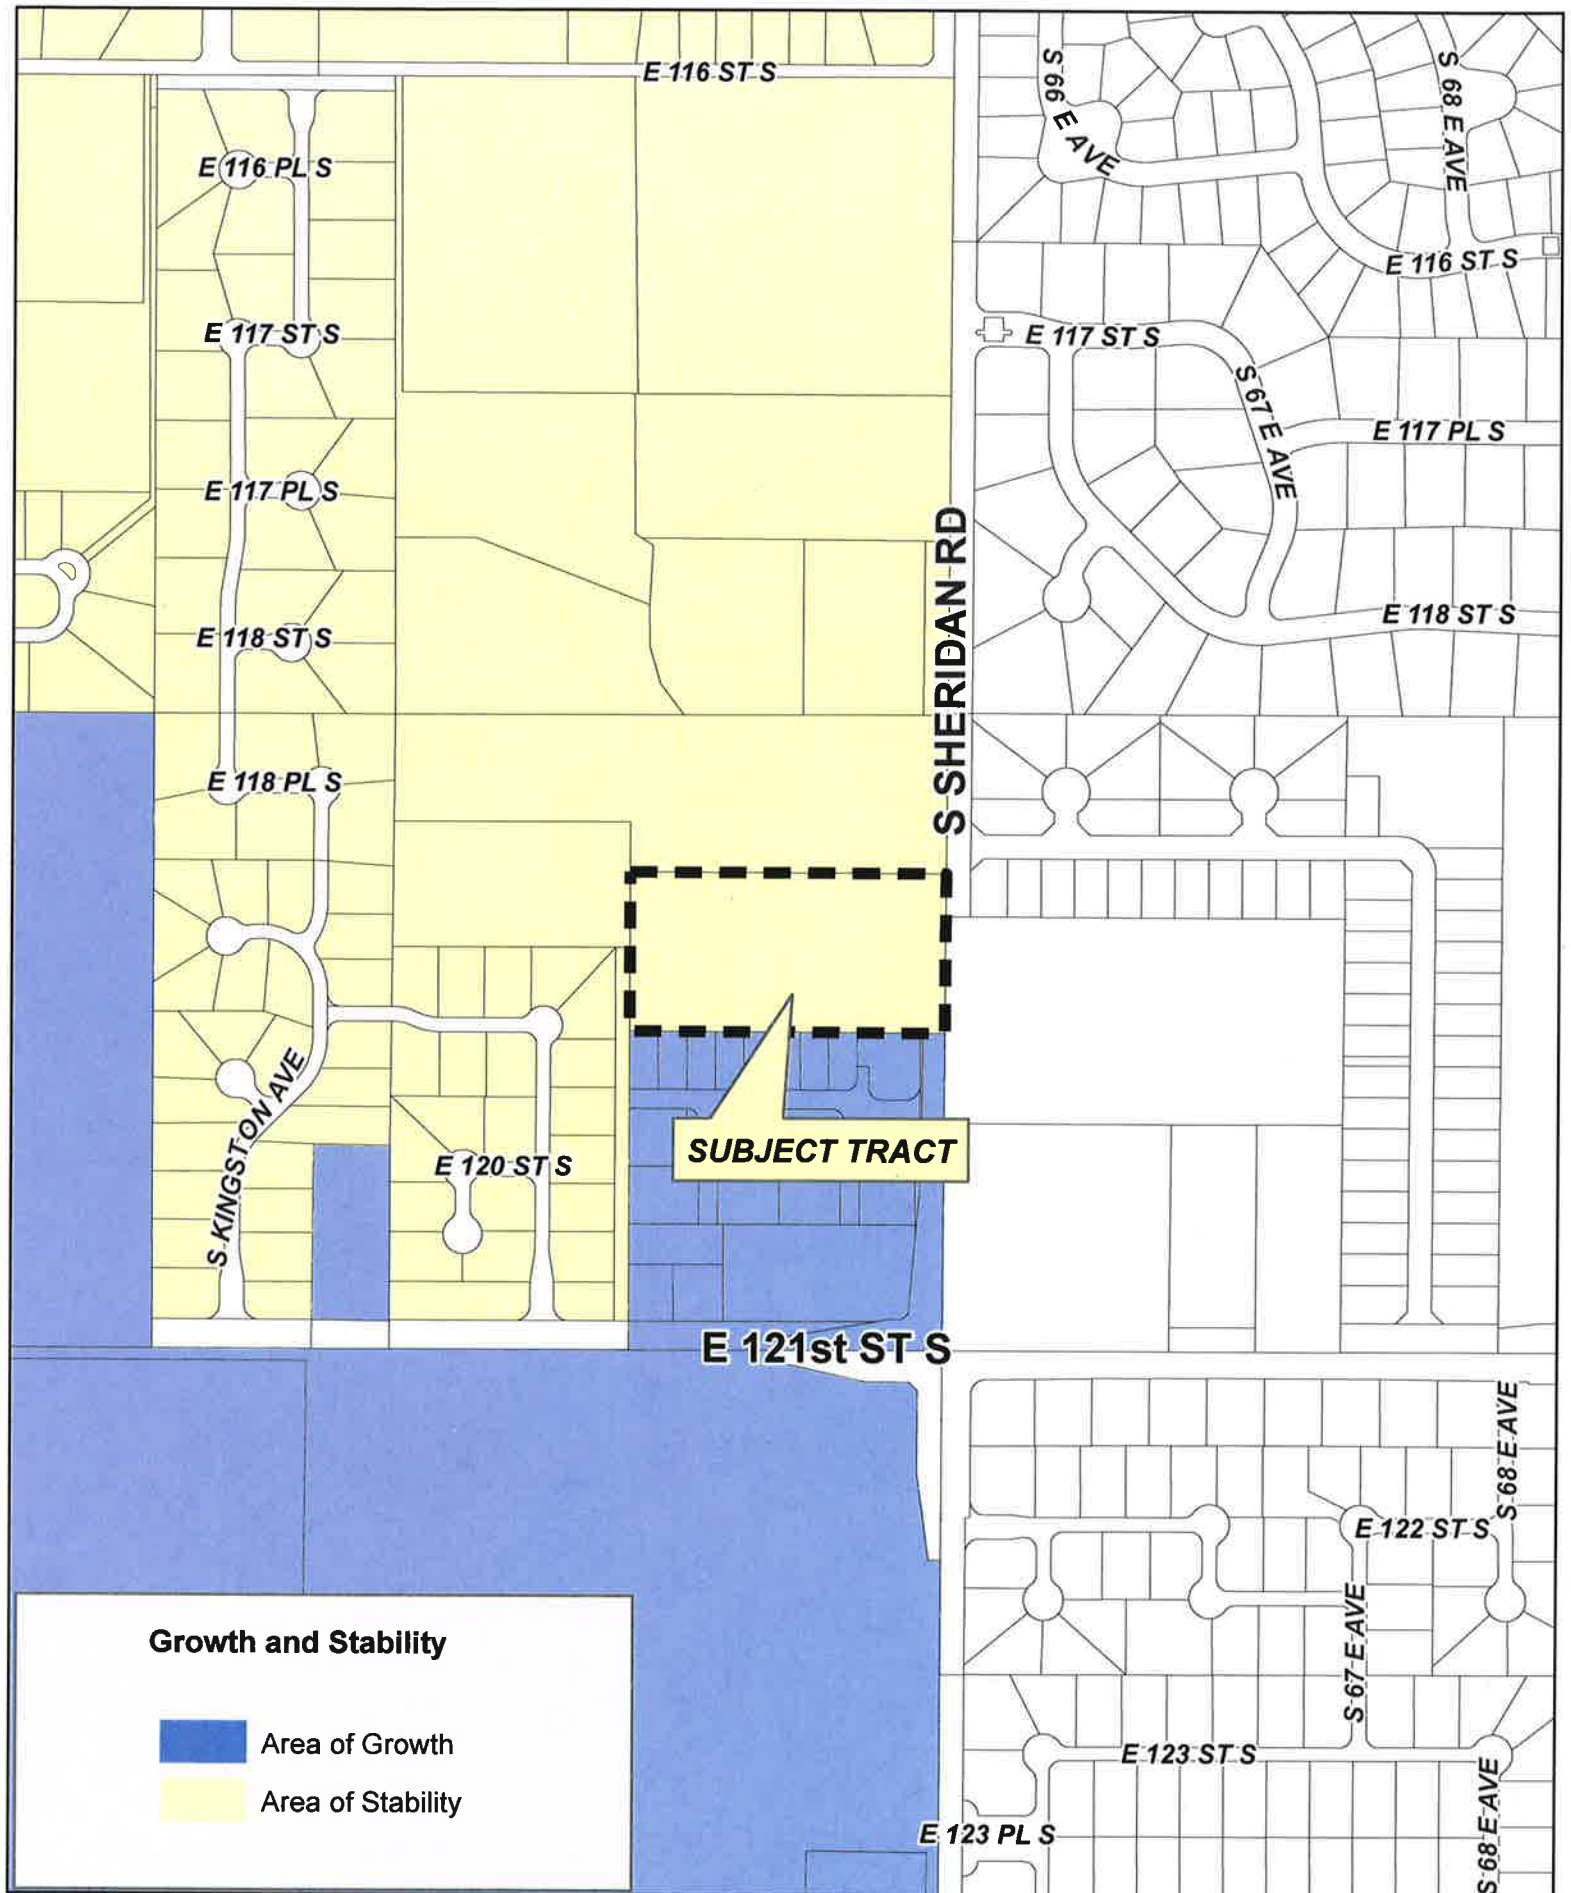 E 116 ST S
S 66 E AVE
S 68 E AVE
E 116 PL S
E 116 ST S
E 117 ST S
E 117 ST S
S 67 E AVE
E 117 PL S
E 117 PL S
S SHERIDAN RD
E 118 ST S
E 118 ST S
E 118 PL S
S KINGSTON AVE
E 120 ST S
SUBJECT TRACT
E 121st ST S
S 68 E AVE
E 122 ST S
S 67 E AVE
E 123 ST S
S 68 E AVE
E 123 PL S
Growth and Stability
Area of Growth
Area of Stability